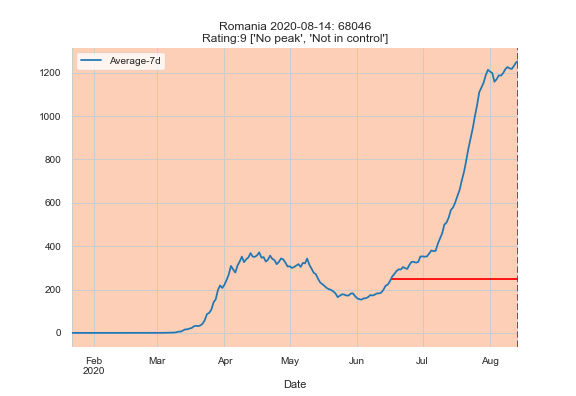 Romania 2020-08-14: 68046
Rating:9 ['No peak', 'Not in control']
Average-7d
1200
1000
800
600
400
200
0
Feb
2020
Mar
Apr
May
Jun
Jul
Aug
Date